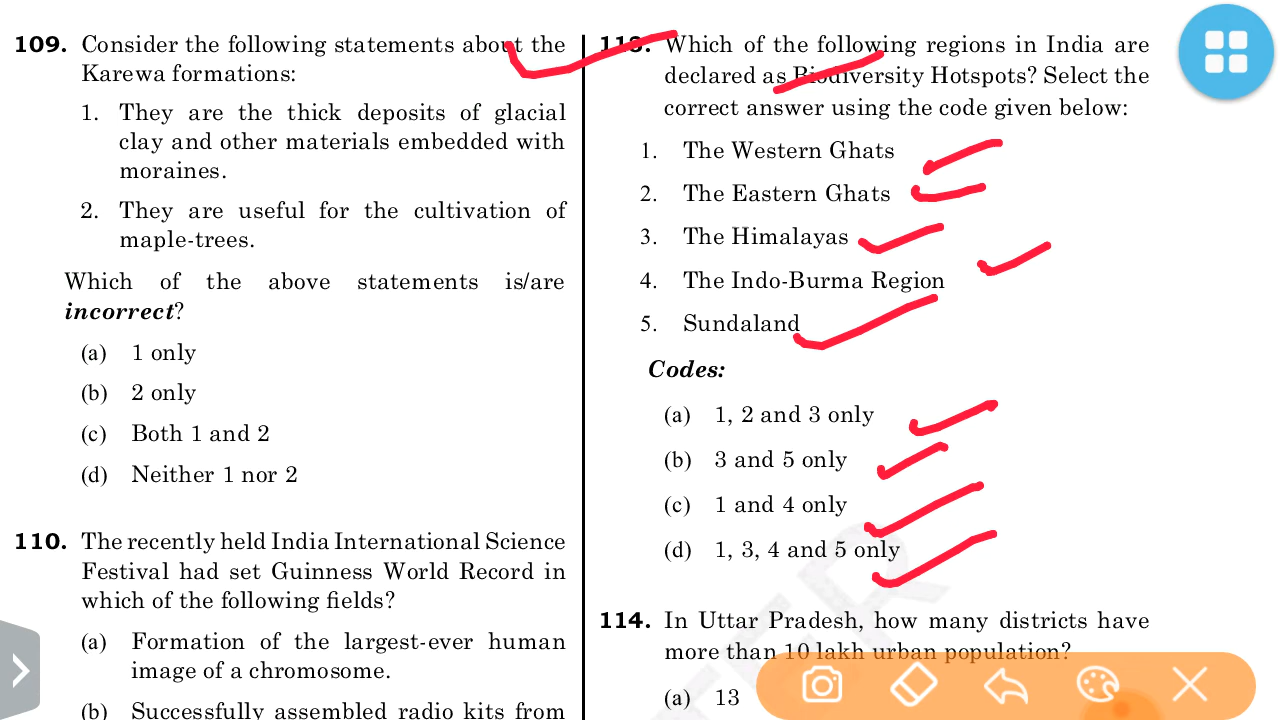 109. Consider the following statements about the
Karewa formations:
1. They are the thick deposits of glacial
clay and other materials embedded with
moraines.
2. They are useful for the cultivation of
maple-trees.
Which of the above statements is/are
incorrect?
(a) 1 only
(b) 2 only
(c) Both 1 and 2
(d) Neither 1 nor 2
110. The recently held India International Science
Festival had set Guinness World Record in
which of the following fields?
(a) Formation of the largest-ever human
image of a chromosome.
(b) Successfully assembled radio kits from
113. Which of the following regions in India are
declared as Biodiversity Hotspots? Select the
correct answer using the code given below:
1. The Western Ghats
2. The Eastern Ghats
3. The Himalayas
4. The Indo-Burma Region
5. Sundaland
Codes:
(a) 1, 2 and 3 only
(b) 3 and 5 only
(c) 1 and 4 only
(d) 1, 3, 4 and 5 only
114. In Uttar Pradesh, how many districts have
more than 10 lakh urban population?
(a) 13